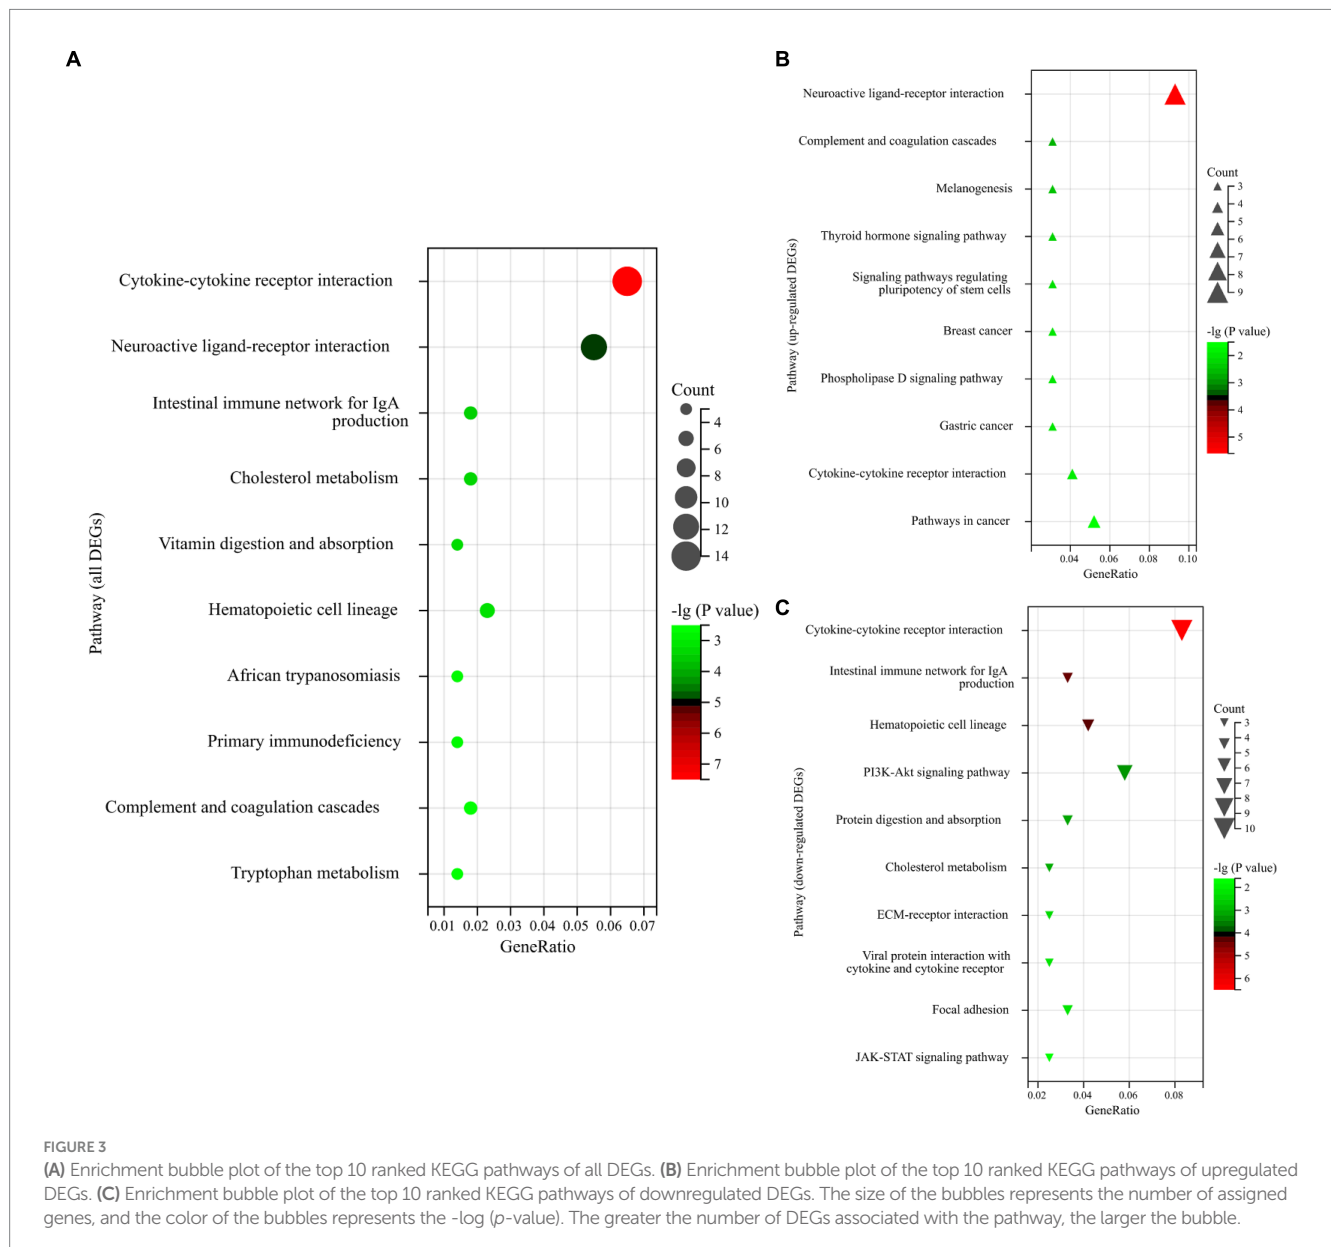 A
Cytokine-cytokine receptor interaction
Neuroactive ligand-receptor interaction
Intestinal immune network for IgA
production
Cholesterol metabolism
Vitamin digestion and absorption
Hematopoietic cell lineage
African trypanosomiasis
Primary immunodeficiency
Complement and coagulation cascades
Tryptophan metabolism
Pathway (all DEGs)
0.01 0.02 0.03 0.04 0.05 0.06 0.07
GeneRatio
Count
4
6
8
10
12
14
-lg (P value)
3
4
5
6
7
B
Neuroactive ligand-receptor interaction
Complement and coagulation cascades
Melanogenesis
Thyroid hormone signaling pathway
Signaling pathways regulating
pluripotency of stem cells
Breast cancer
Phospholipase D signaling pathway
Gastric cancer
Cytokine-cytokine receptor interaction
Pathways in cancer
Pathway (up-regulated DEGs)
0.04 0.06 0.08 0.10
GeneRatio
Count
3
4
5
6
7
8
9
-lg (P value)
2
3
4
5
C
Cytokine-cytokine receptor interaction
Intestinal immune network for IgA
production
Hematopoietic cell lineage
PI3K-Akt signaling pathway
Protein digestion and absorption
Cholesterol metabolism
ECM-receptor interaction
Viral protein interaction with
cytokine and cytokine receptor
Focal adhesion
JAK-STAT signaling pathway
Pathway (down-regulated DEGs)
0.02 0.04 0.06 0.08
GeneRatio
Count
3
4
5
6
7
8
9
10
-lg (P value)
2
3
4
5
6
FIGURE 3
(A) Enrichment bubble plot of the top 10 ranked KEGG pathways of all DEGs. (B) Enrichment bubble plot of the top 10 ranked KEGG pathways of upregulated
DEGs. (C) Enrichment bubble plot of the top 10 ranked KEGG pathways of downregulated DEGs. The size of the bubbles represents the number of assigned
genes, and the color of the bubbles represents the -log (p-value). The greater the number of DEGs associated with the pathway, the larger the bubble.